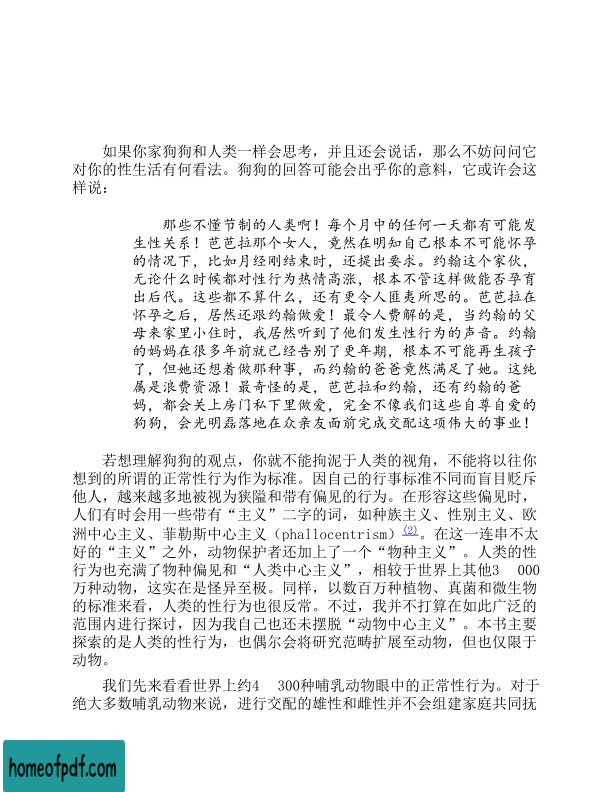 如果你家狗狗和人类一样会思考，并且还会说话，那么不妨问问它
对你的性生活有何看法。狗狗的回答可能会出乎你的意料，它或许会这
样说：
那些不懂节制的人类啊！每个月中的任何一天都有可能发
生性关系！芭芭拉那个女人，竟然在明知自己根本不可能怀孕
的情况下，比如月经刚结束时，还提出要求。约翰这个家伙，
无论什么时候都对性行为热情高涨，根本不管这样做能否孕育
出后代。这些都不算什么，还有更令人匪夷所思的。芭芭拉在
怀孕之后，居然还跟约翰做爱！最令人费解的是，当约翰的父
母来家里小住时，我居然听到了他们发生性行为的声音。约翰
的妈妈在很多年前就已经告别了更年期，根本不可能再生孩子
了，但她还想着做那种事，而约翰的爸爸竟然满足了她。这纯
属是浪费资源！最奇怪的是，芭芭拉和约翰，还有约翰的爸
妈，都会关上房门私下里做爱，完全不像我们这些自尊自爱的
狗狗，会光明磊落地在众亲友面前完成交配这项伟大的事业！
若想理解狗狗的观点，你就不能拘泥于人类的视角，不能将以往你
想到的所谓的正常性行为作为标准。因自己的行事标准不同而盲目贬斥
他人，越来越多地被视为狭隘和带有偏见的行为。在形容这些偏见时，
人们有时会用一些带有“主义”二字的词，如种族主义、性别主义、欧
洲中心主义、菲勒斯中心主义（phallocentrism）(2)。在这一连串不太
好的“主义”之外，动物保护者还加上了一个“物种主义”。人类的性
行为也充满了物种偏见和“人类中心主义”，相较于世界上其他3 000
万种动物，这实在是怪异至极。同样，以数百万种植物、真菌和微生物
的标准来看，人类的性行为也很反常。不过，我并不打算在如此广泛的
范围内进行探讨，因为我自己也还未摆脱“动物中心主义”。本书主要
探索的是人类的性行为，也偶尔会将研究范畴扩展至动物，但也仅限于
动物。
我们先来看看世界上约4 300种哺乳动物眼中的正常性行为。对于
绝大多数哺乳动物来说，进行交配的雄性和雌性并不会组建家庭共同抚
homeofpdf.com